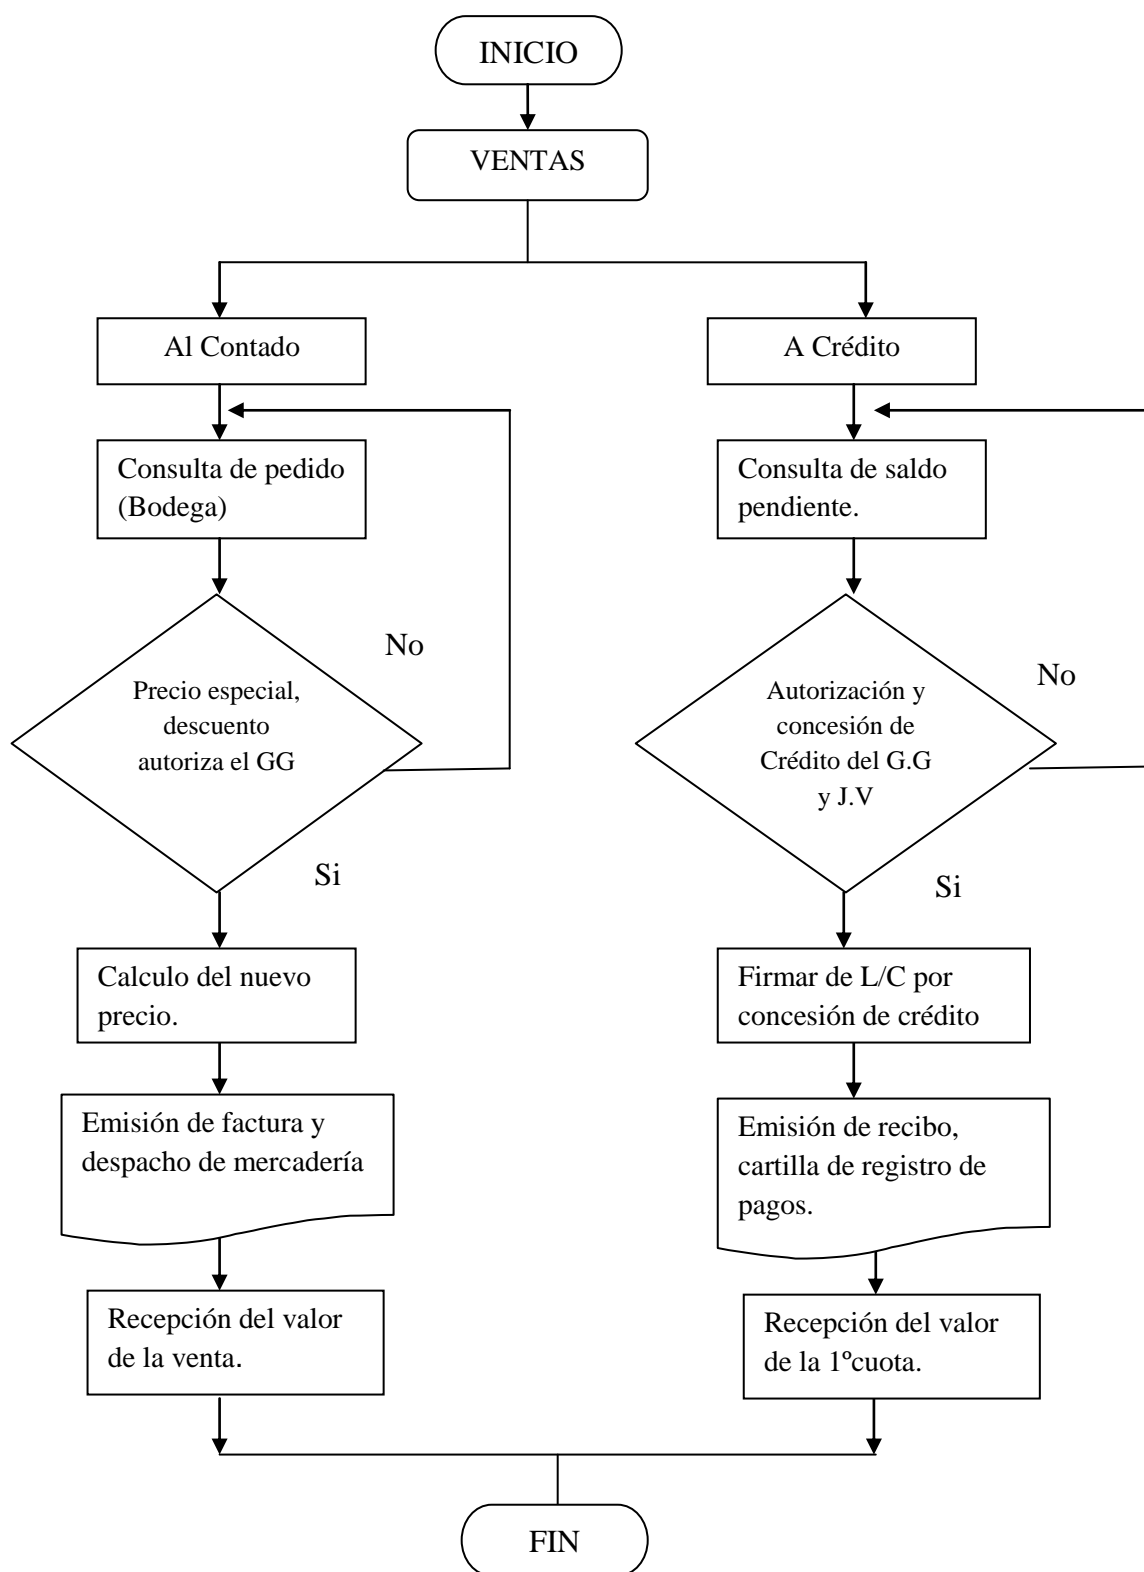 INICIO
VENTAS
Al Contado
Consulta de pedido
(Bodega)
No
Precio especial,
descuento
autoriza el GG
Si
Calculo del nuevo
precio.
Emisión de factura y
despacho de mercadería
Recepción del valor
de la venta.
A Crédito
Consulta de saldo
pendiente.
No
Autorización y
concesión de
Crédito del G.G
y J.V
Si
Firmar de L/C por
concesión de crédito
Emisión de recibo,
cartilla de registro de
pagos.
Recepción del valor
de la 1ºcuota.
FIN